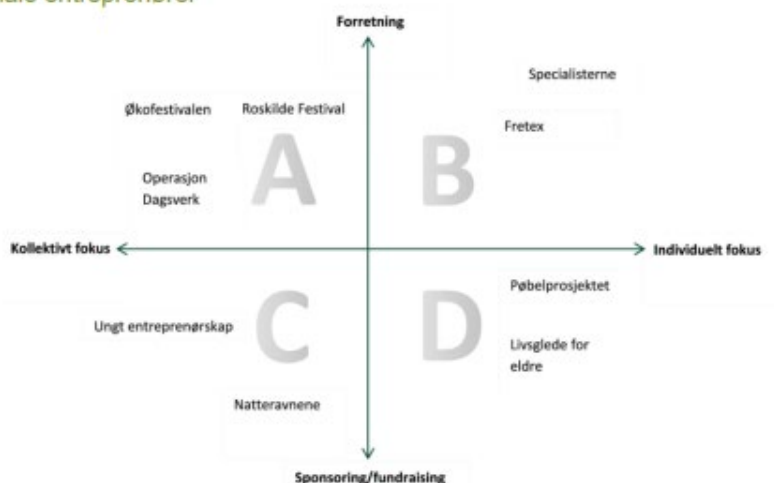 Forretning
Specialisterne
Økofestivalen
Roskilde Festival
Fretex
A
B
Operasjon
Dagsverk
Kollektivt fokus
Individuelt fokus
Pøbelprosjektet
C
D
Ungt entreprenørskap
Livsglede for
eldre
Natteravnene
Sponsoring/fundraising